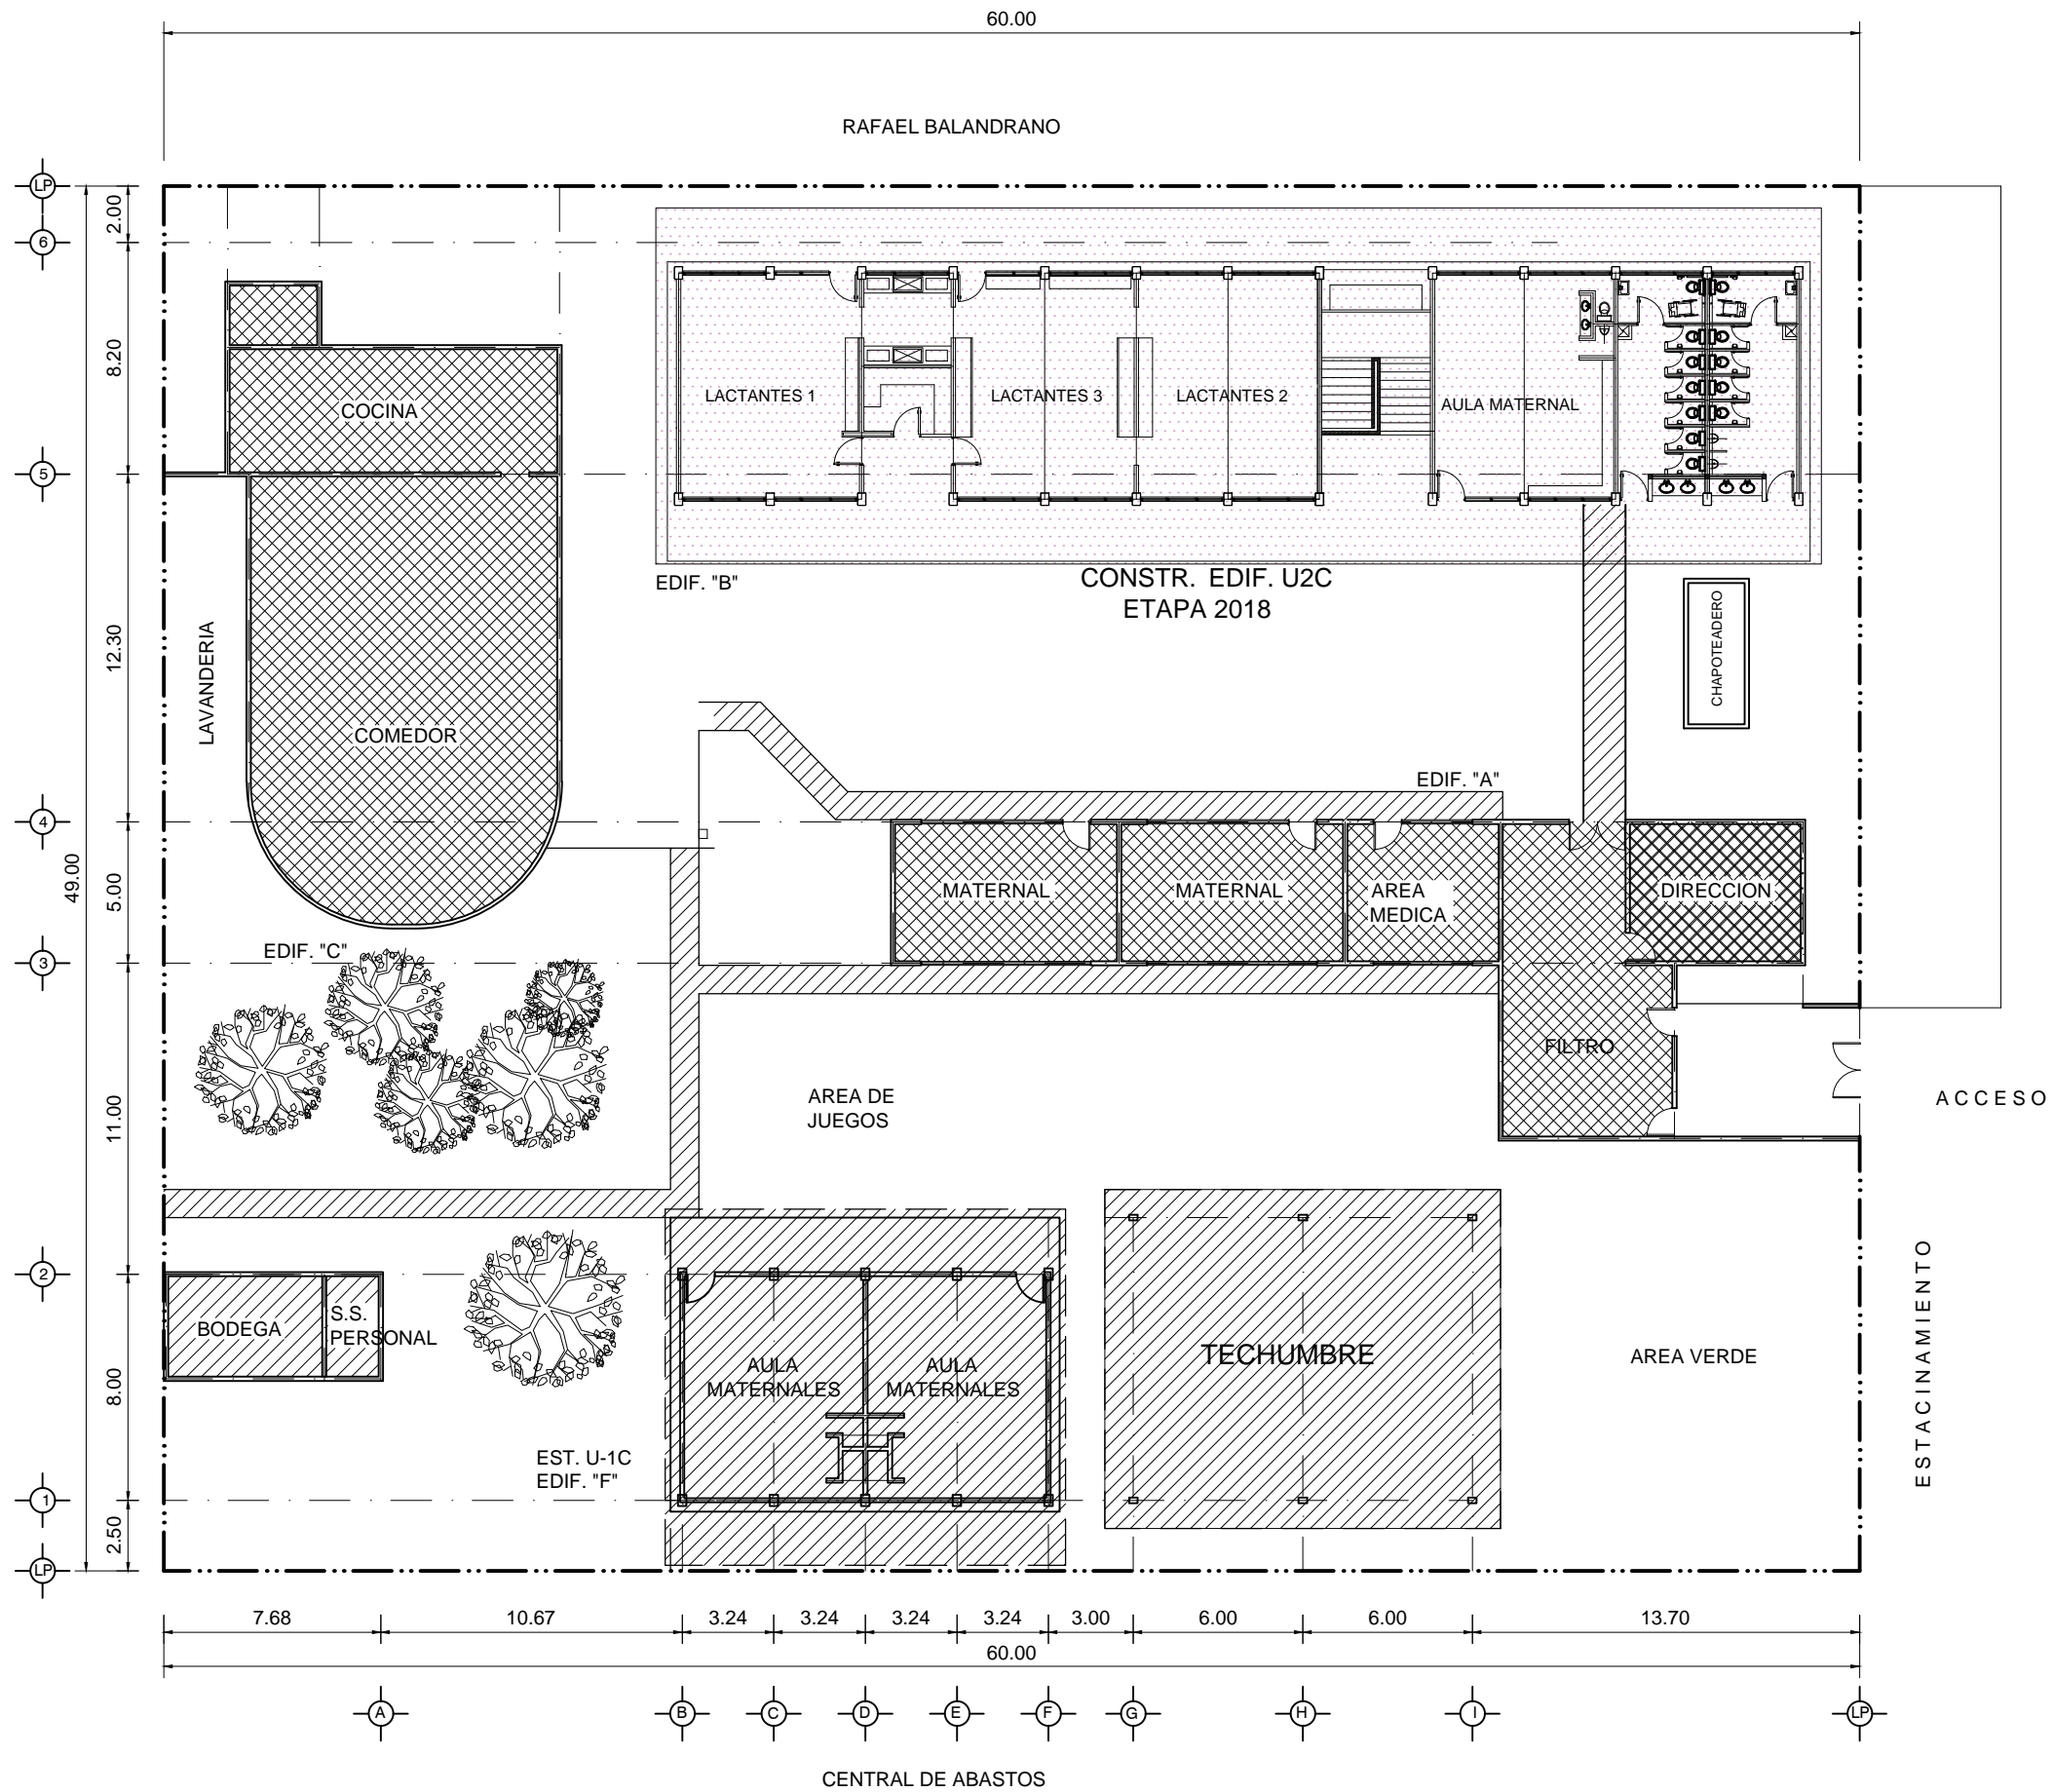 60.00
RAFAEL BALANDRANO
LP
2.00
6
8.20
COCINA
LACTANTES 1
LACTANTES 3
LACTANTES 2
AULA MATERNAL
5
EDIF. "B"
CONSTR. EDIF. U2C
ETAPA 2018
CHAPOTEADERO
12.30
LAVANDERIA
COMEDOR
EDIF. "A"
4
49.00
5.00
MATERNAL
MATERNAL
AREA
MEDICA
DIRECCION
EDIF. "C"
3
FILTRO
11.00
AREA DE
JUEGOS
ACCESO
2
BODEGA
S.S.
PERSONAL
8.00
AULA
MATERNALES
AULA
MATERNALES
TECHUMBRE
AREA VERDE
ESTACINAMIENTO
EST. U-1C
EDIF. "F"
1
2.50
LP
7.68
10.67
3.24
3.24
3.24
3.24
3.00
6.00
6.00
13.70
60.00
A
B
C
D
E
F
G
H
I
LP
CENTRAL DE ABASTOS